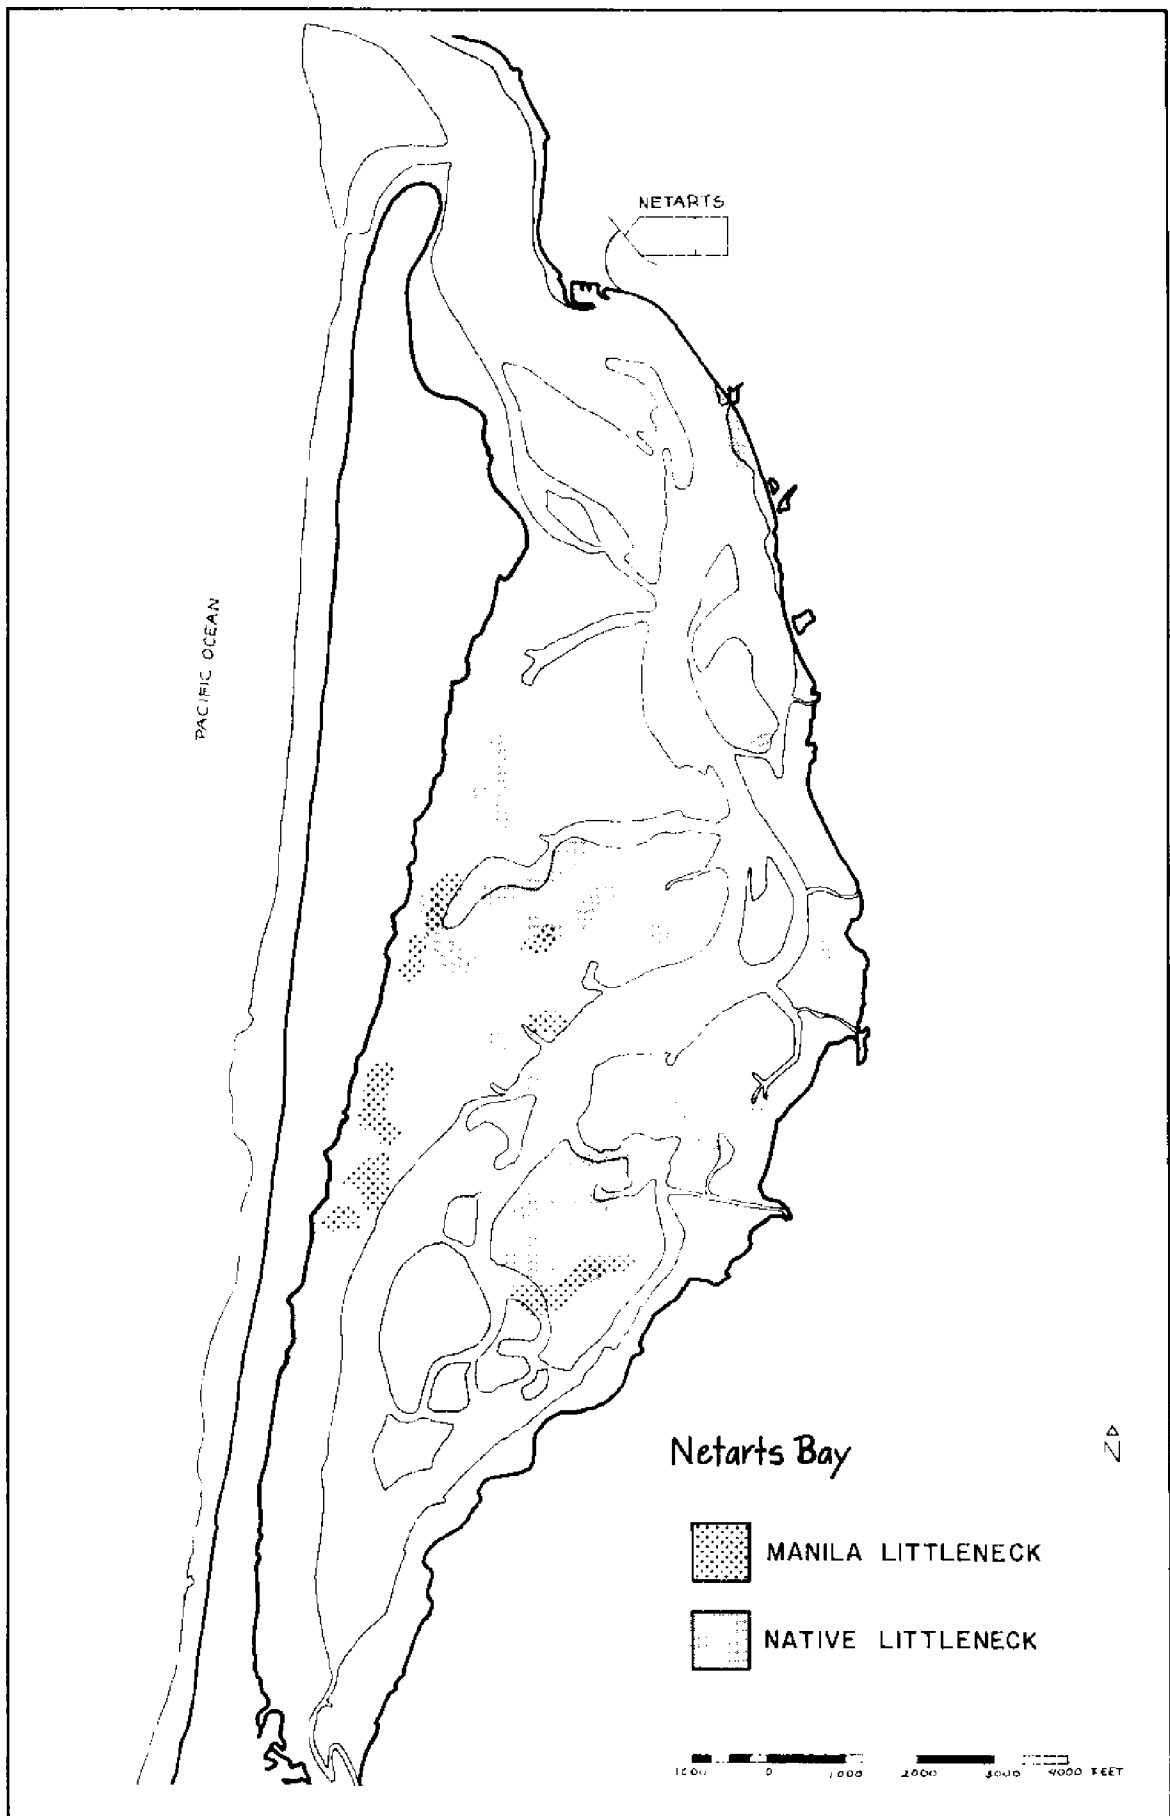 NETARTS
PACIFIC OCEAN
Netarts Bay
N
MANILA LITTLENECK
NATIVE LITTLENECK
1000 0 1000 2000 3000 4000 FEET